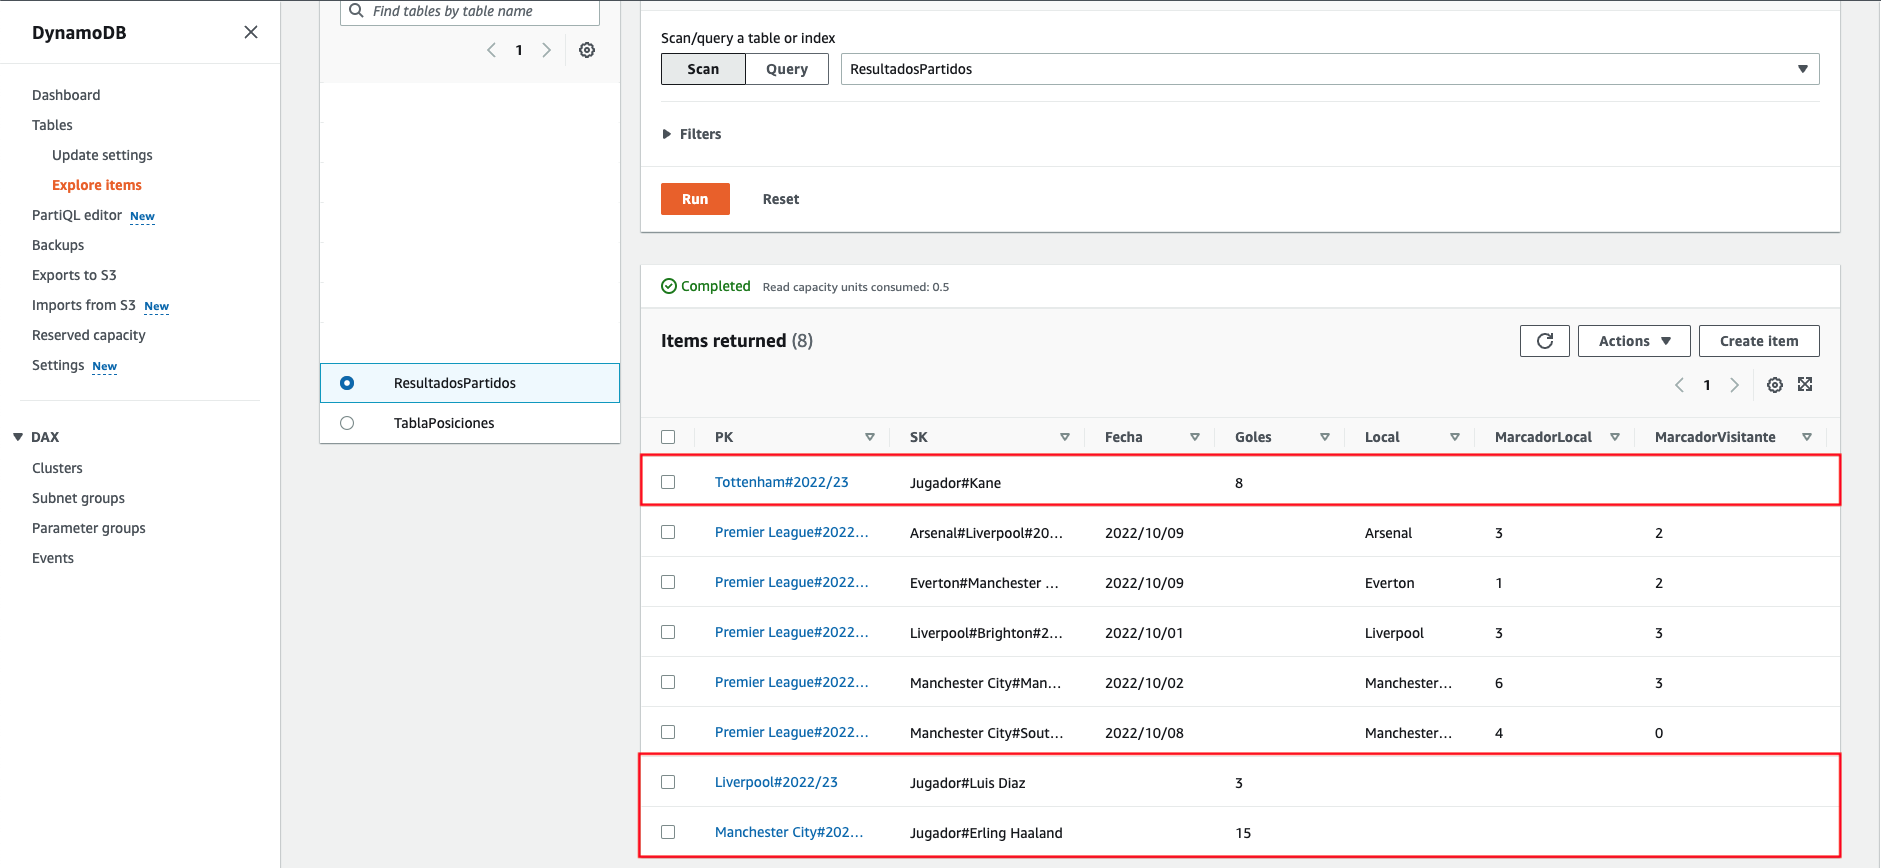 DynamoDB
Dashboard
Tables
Update settings
Explore items
PartiQL editor New
Backups
Exports to S3
Imports from S3 New
Reserved capacity
Settings New
DAX
Clusters
Subnet groups
Parameter groups
Events
Find tables by table name
1
ResultadosPartidos
TablaPosiciones
Scan/query a table or index
Scan Query ResultadosPartidos
Filters
Run Reset
Completed Read capacity units consumed: 0.5
Items returned (8) Actions Create item
1
PK SK Fecha Goles Local MarcadorLocal MarcadorVisitante
Tottenham#2022/23 Jugador#Kane 8
Premier League#2022... Arsenal#Liverpool#20... 2022/10/09 Arsenal 3 2
Premier League#2022... Everton#Manchester ... 2022/10/09 Everton 1 2
Premier League#2022... Liverpool#Brighton#2... 2022/10/01 Liverpool 3 3
Premier League#2022... Manchester City#Man... 2022/10/02 Manchester... 6 3
Premier League#2022... Manchester City#Sout... 2022/10/08 Manchester... 4 0
Liverpool#2022/23 Jugador#Luis Diaz 3
Manchester City#202... Jugador#Erling Haaland 15